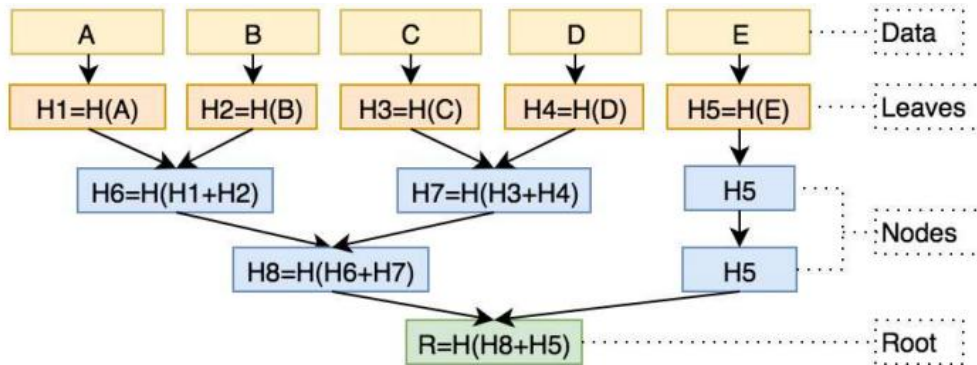 A B C D E Data
H1=H(A) H2=H(B) H3=H(C) H4=H(D) H5=H(E) Leaves
H6=H(H1+H2) H7=H(H3+H4) H5
Nodes
H8=H(H6+H7) H5
R=H(H8+H5) Root